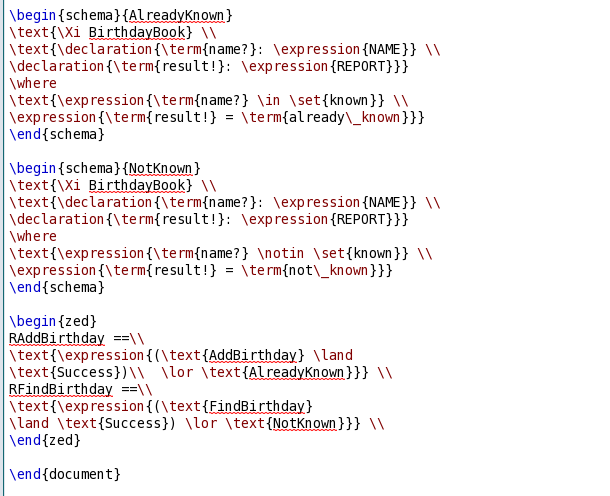 \begin{schema}{AlreadyKnown}
\text{\Xi BirthdayBook} \\
\text{\declaration{\term{name?}: \expression{NAME}} \\
\declaration{\term{result!}: \expression{REPORT}}}
\where
\text{\expression{\term{name?} \in \set{known}} \\
\expression{\term{result!} = \term{already\_known}}}
\end{schema}

\begin{schema}{NotKnown}
\text{\Xi BirthdayBook} \\
\text{\declaration{\term{name?}: \expression{NAME}} \\
\declaration{\term{result!}: \expression{REPORT}}}
\where
\text{\expression{\term{name?} \notin \set{known}} \\
\expression{\term{result!} = \term{not\_known}}}
\end{schema}

\begin{zed}
RAddBirthday ==\\
\text{\expression{(\text{AddBirthday} \land
\text{Success})\\  \lor \text{AlreadyKnown}}} \\
RFindBirthday ==\\
\text{\expression{(\text{FindBirthday}
\land \text{Success}) \lor \text{NotKnown}}} \\
\end{zed}

\end{document}